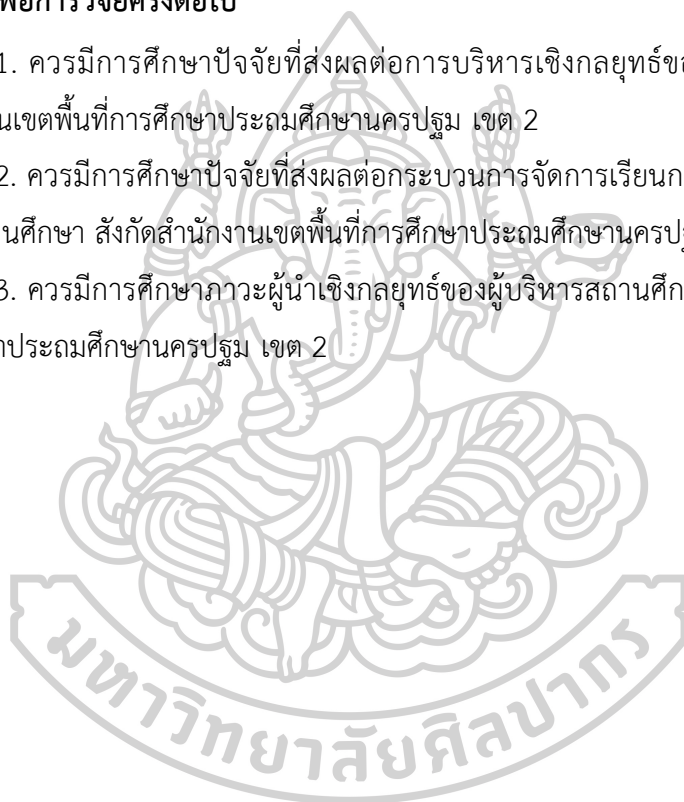 เพื่อการวิจัยครั้งต่อไป
1. ควรมีการศึกษาปัจจัยที่ส่งผลต่อการบริหารเชิงกลยุทธ์ข
นเขตพื้นที่การศึกษาประถมศึกษานครปฐม เขต 2
2. ควรมีการศึกษาปัจจัยที่ส่งผลต่อกระบวนการจัดการเรียนก
นศึกษา สังกัดสำนักงานเขตพื้นที่การศึกษาประถมศึกษานครป
3. ควรมีการศึกษาภาวะผู้นำเชิงกลยุทธ์ของผู้บริหารสถานศึก
าประถมศึกษานครปฐม เขต 2
มหาวิทยาลัยศิลปากร